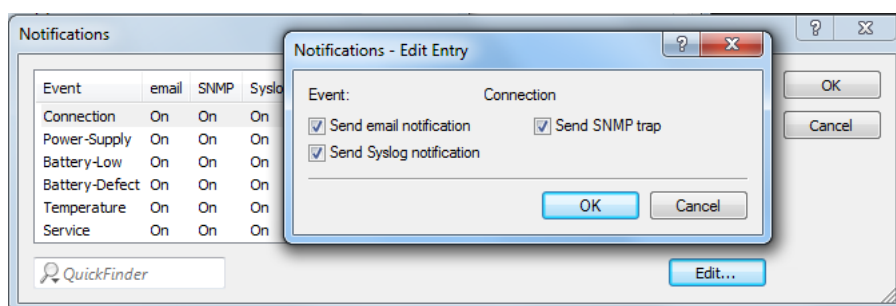 Notifications
Event email SNMP Syslo
Connection On On On
Power-Supply On On On
Battery-Low On On On
Battery-Defect On On On
Temperature On On On
Service On On On
QuickFinder
Edit...
OK
Cancel
Notifications - Edit Entry
Event: Connection
Send email notification Send SNMP trap
Send Syslog notification
OK Cancel